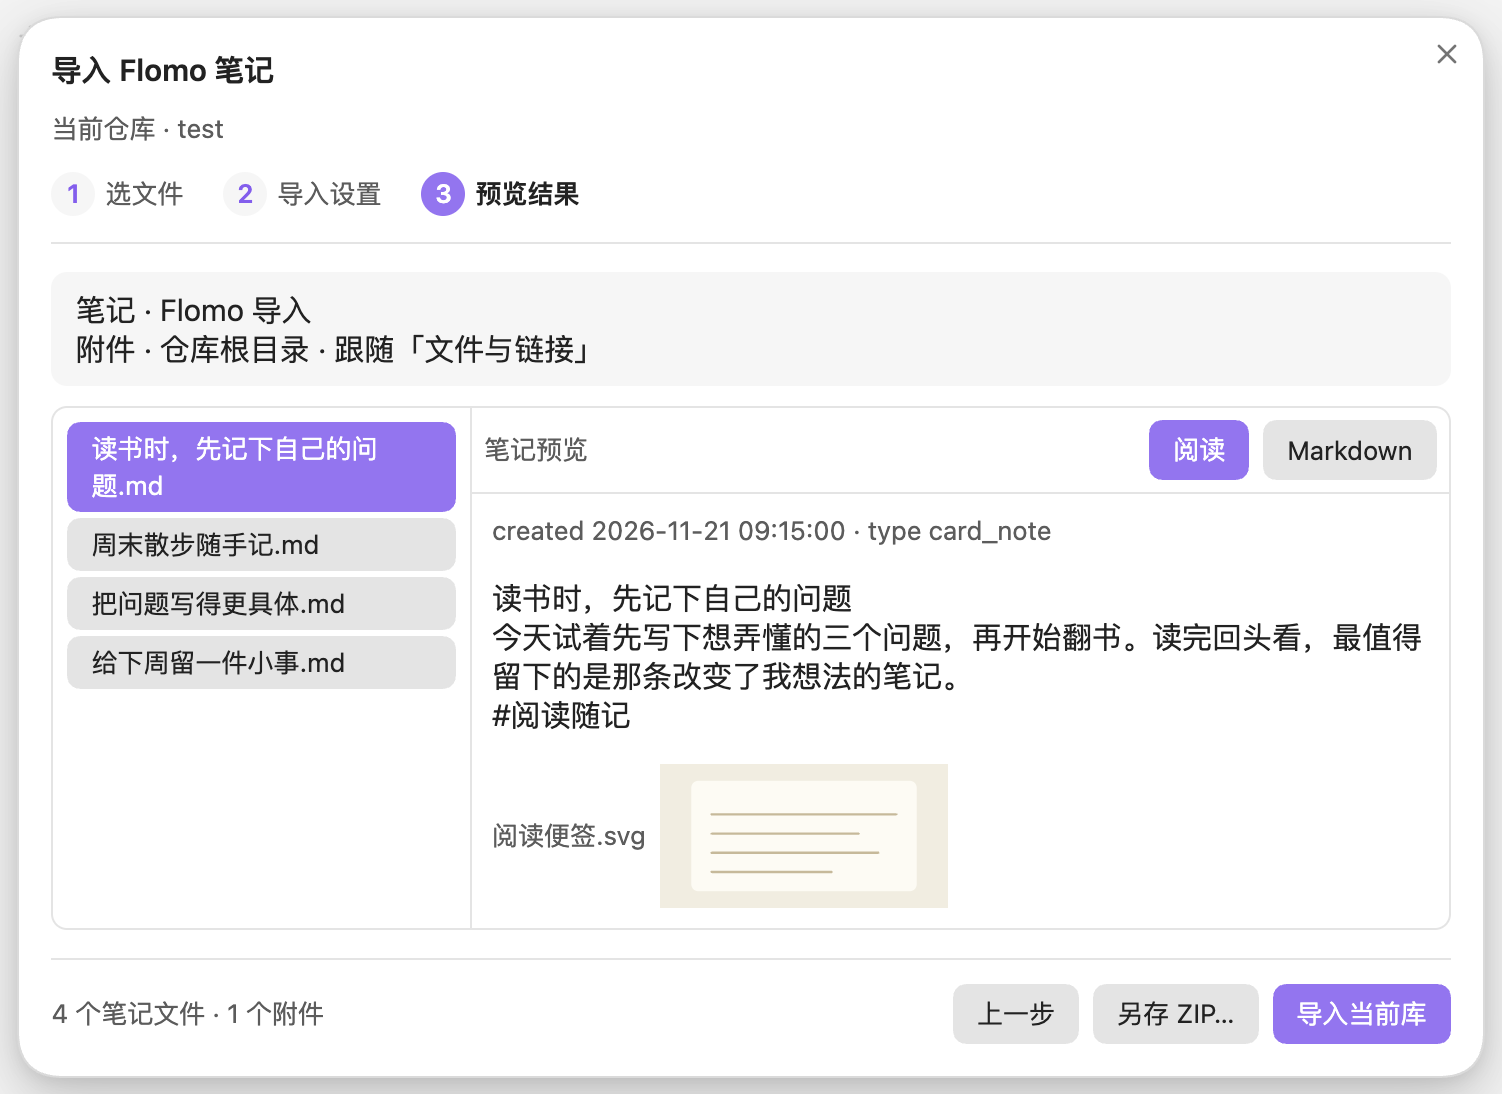 导入 Flomo 笔记
当前仓库 · test
1 选文件 2 导入设置 3 预览结果
笔记 · Flomo 导入
附件 · 仓库根目录 · 跟随「文件与链接」
读书时，先记下自己的问
题.md
周末散步随手记.md
把问题写得更具体.md
给下周留一件小事.md
笔记预览 阅读 Markdown
created 2026-11-21 09:15:00 · type card_note
读书时，先记下自己的问题
今天试着先写下想弄懂的三个问题，再开始翻书。读完回头看，最值得
留下的是那条改变了我想法的笔记。
#阅读随记
阅读便签.svg
4 个笔记文件 · 1 个附件 上一步 另存 ZIP... 导入当前库